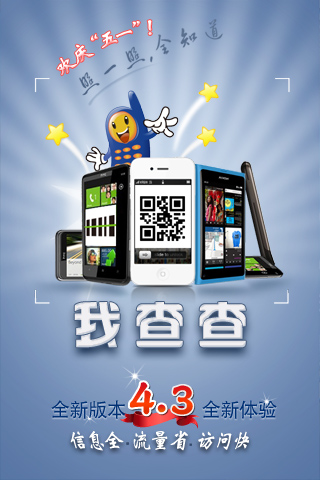 欢庆“五一”!
照一照,全知道
我查查
全新版本 4.3 全新体验
信息全·流量省·访问快